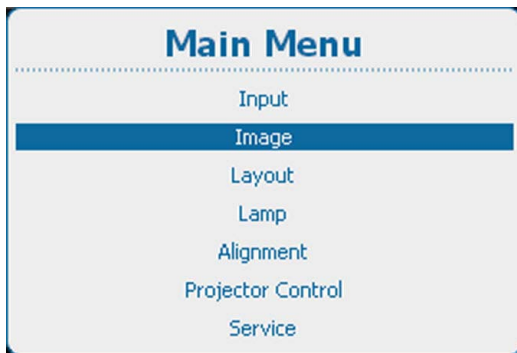 Main Menu
Input
Image
Layout
Lamp
Alignment
Projector Control
Service